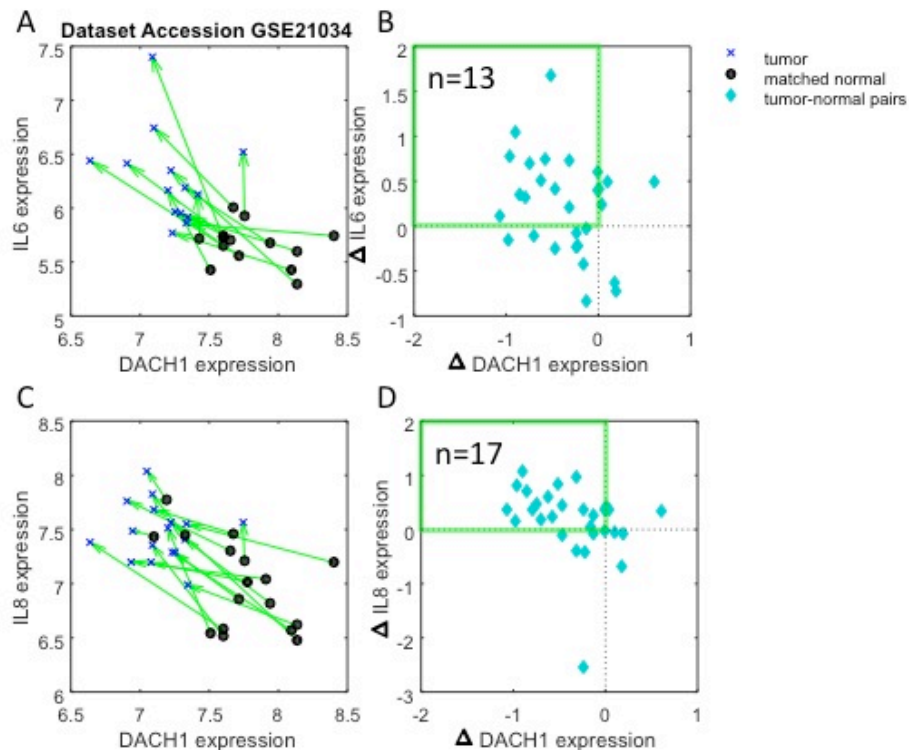 A
Dataset Accession GSE21034
B
tumor
matched normal
tumor-normal pairs
7.5
7
6.5
6
5.5
5
IL6 expression
6.5 7 7.5 8 8.5
DACH1 expression
n=13
2
1.5
1
0.5
0
-0.5
-1
Δ IL6 expression
-2 -1 0 1
Δ DACH1 expression
C
8.5
8
7.5
7
6.5
6
IL8 expression
6.5 7 7.5 8 8.5
DACH1 expression
D
n=17
2
1
0
-1
-2
-3
Δ IL8 expression
-2 -1 0 1
Δ DACH1 expression